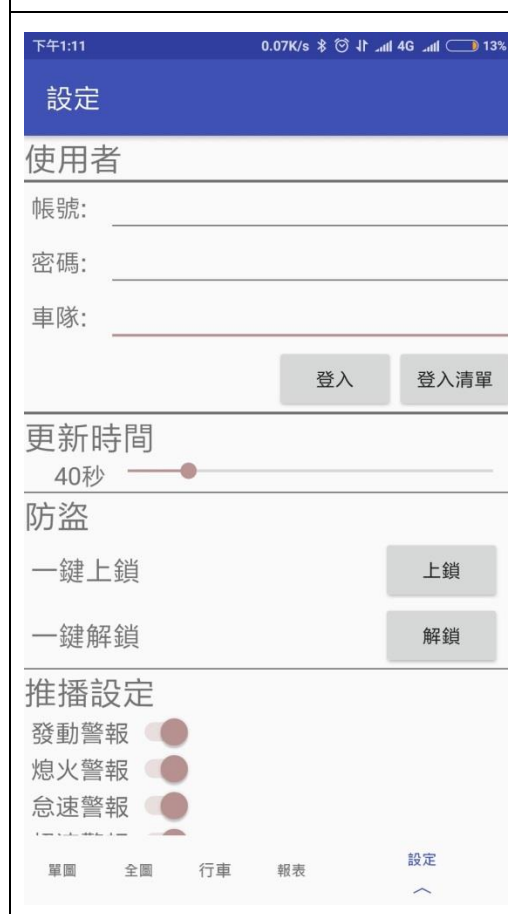 下午1:11 0.07K/s 4G 13%
設定
使用者
帳號:
密碼:
車隊:
登入 登入清單
更新時間
40秒
防盜
一鍵上鎖 上鎖
一鍵解鎖 解鎖
推播設定
發動警報
熄火警報
怠速警報
單圖 全圖 行車 報表 設定